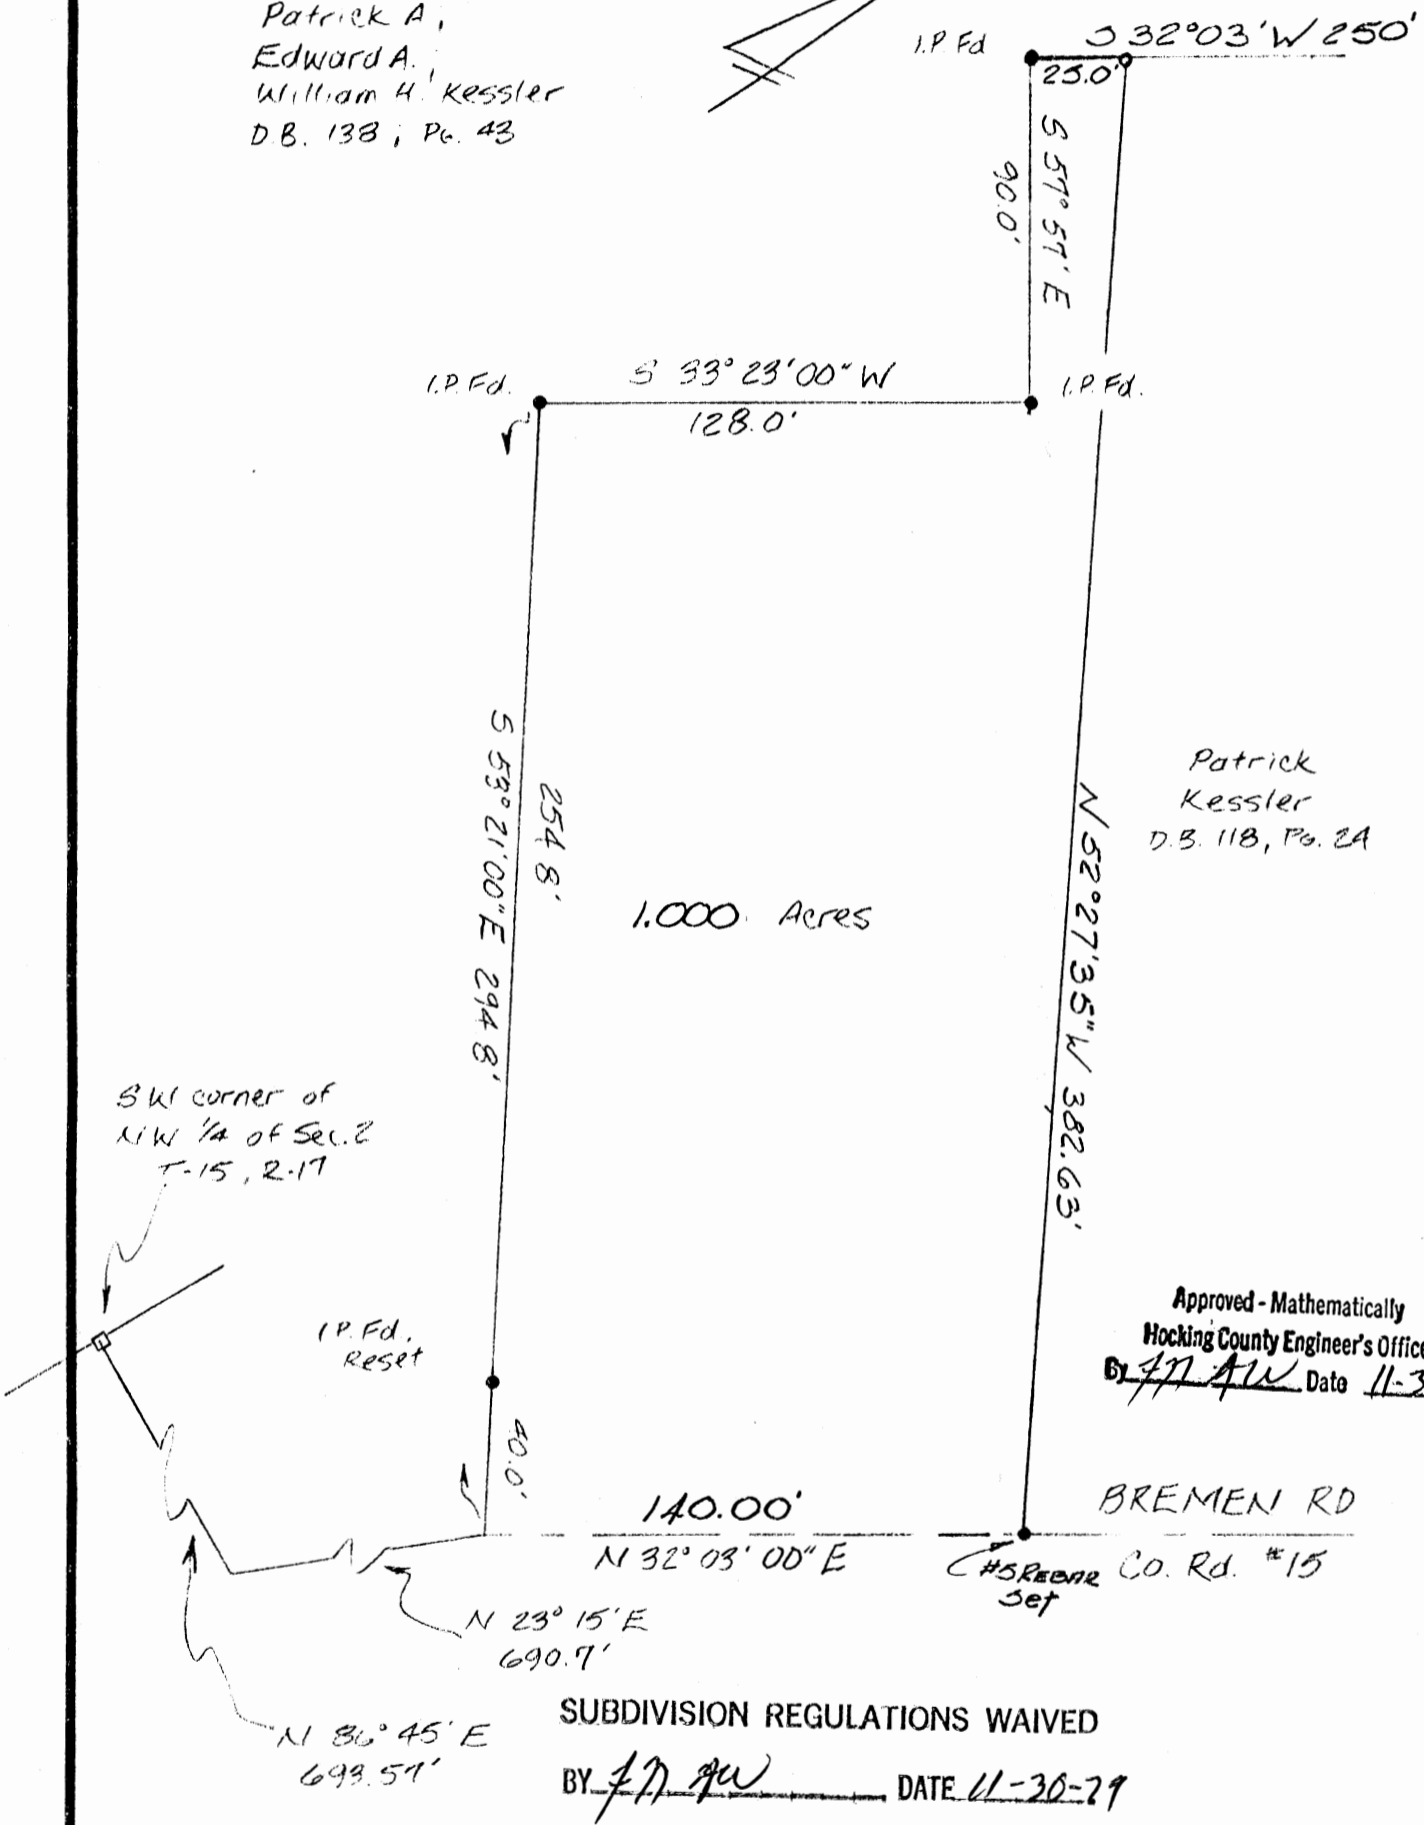 Patrick A,
Edward A,
William H. Kessler
D.B. 138, Pg. 43
I.P. Fd
S 32°03'W 250'
25.0'
S 57°57'E
90.0'
I.P. Fd.
S 33°23'00"W
128.0'
I.P. Fd.
254.8'
S 53°21'00"E 294.8'
1.000 Acres
N 52°27'35"W 382.63'
Patrick
Kessler
D.B. 118, Pg. 24
SW corner of
NW 1/4 of Sec. 2
T-15, R-17
I.P. Fd.
Reset
40.0'
Approved - Mathematically
Hocking County Engineer's Office
By Date 11-3
140.00'
N 32°03'00"E
BREMEN RD
Co. Rd. #15
#5 REBAR
Set
N 23°15'E
690.7'
N 86°45'E
693.57'
SUBDIVISION REGULATIONS WAIVED
BY DATE 11-30-79